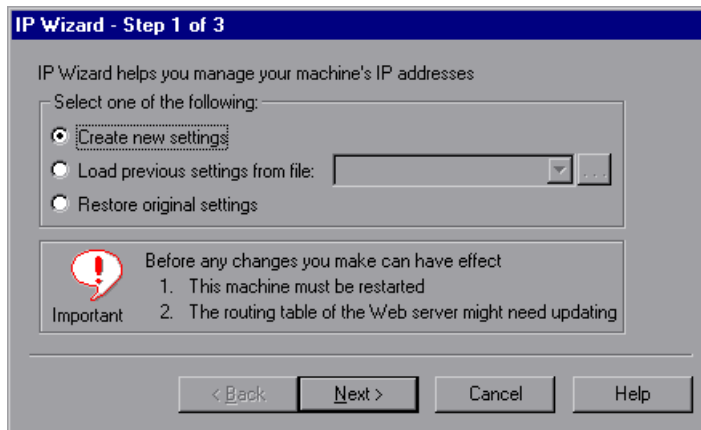 IP Wizard - Step 1 of 3
IP Wizard helps you manage your machine's IP addresses
Select one of the following:
Create new settings
Load previous settings from file:
...
Restore original settings
Before any changes you make can have effect
1. This machine must be restarted
2. The routing table of the Web server might need updating
Important
< Back Next > Cancel Help